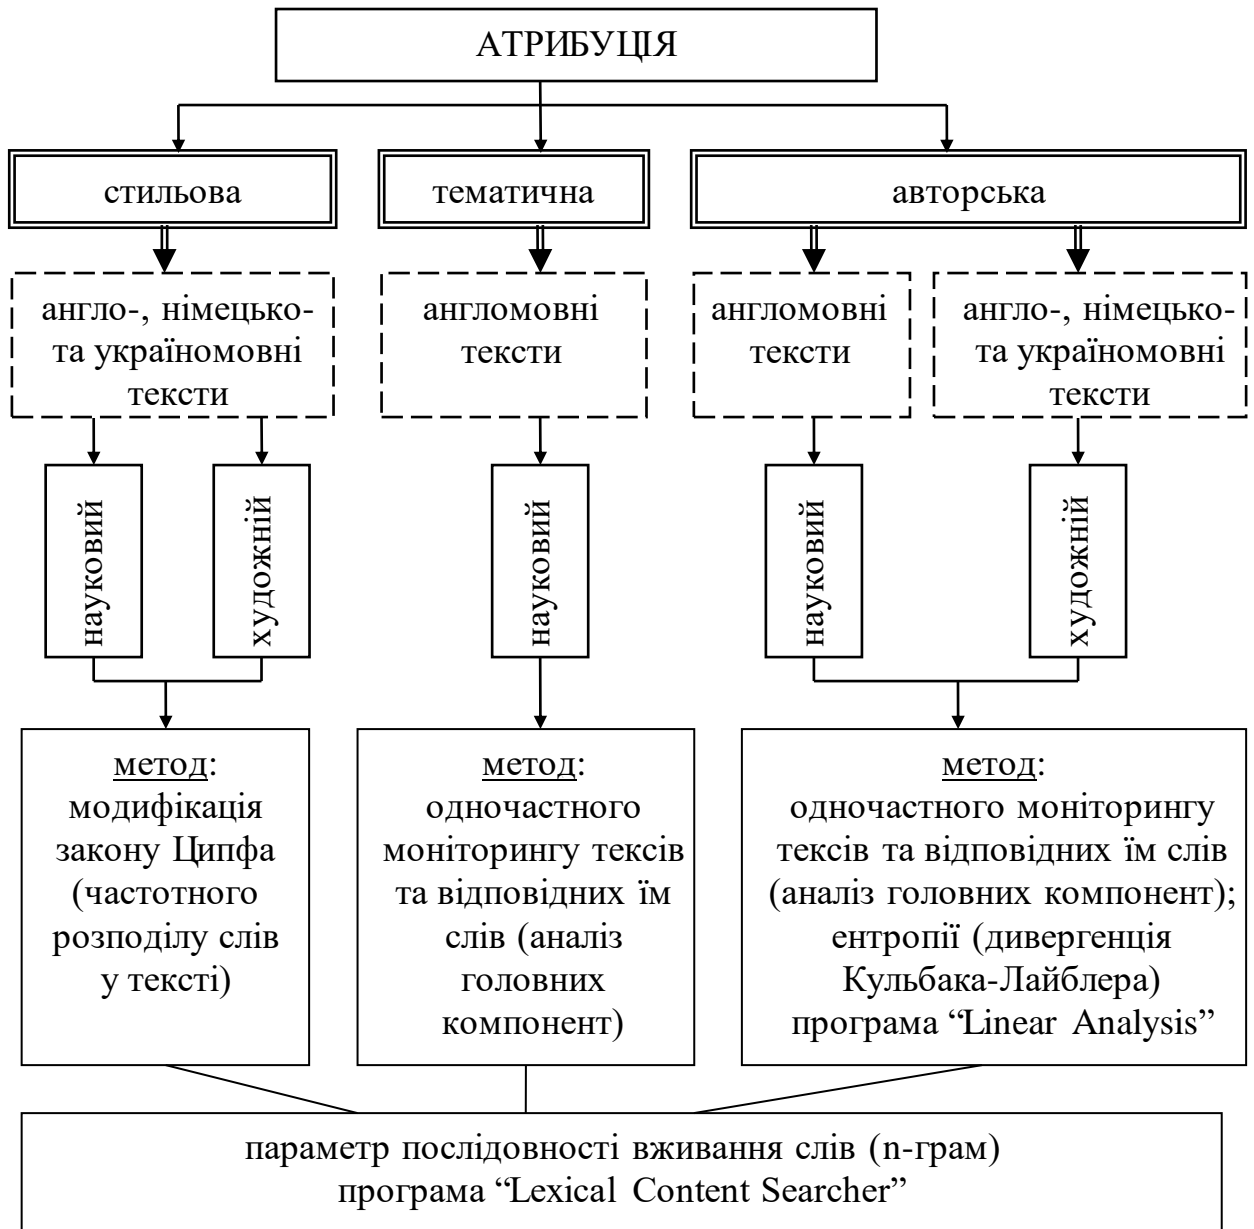 АТРИБУЦІЯ
стильова
тематична
авторська
англо-, німецько-
та україномовні
тексти
англомовні
тексти
англомовні
тексти
англо-, німецько-
та україномовні
тексти
науковий
художній
науковий
науковий
художній
метод:
модифікація
закону Ципфа
(частотного
розподілу слів
у тексті)
метод:
одночастного
моніторингу тексів
та відповідних їм
слів (аналіз
головних
компонент)
метод:
одночастного моніторингу
тексів та відповідних їм слів
(аналіз головних компонент);
ентропії (дивергенція
Кульбака-Лайблера)
програма “Linear Analysis”
параметр послідовності вживання слів (n-грам)
програма “Lexical Content Searcher”